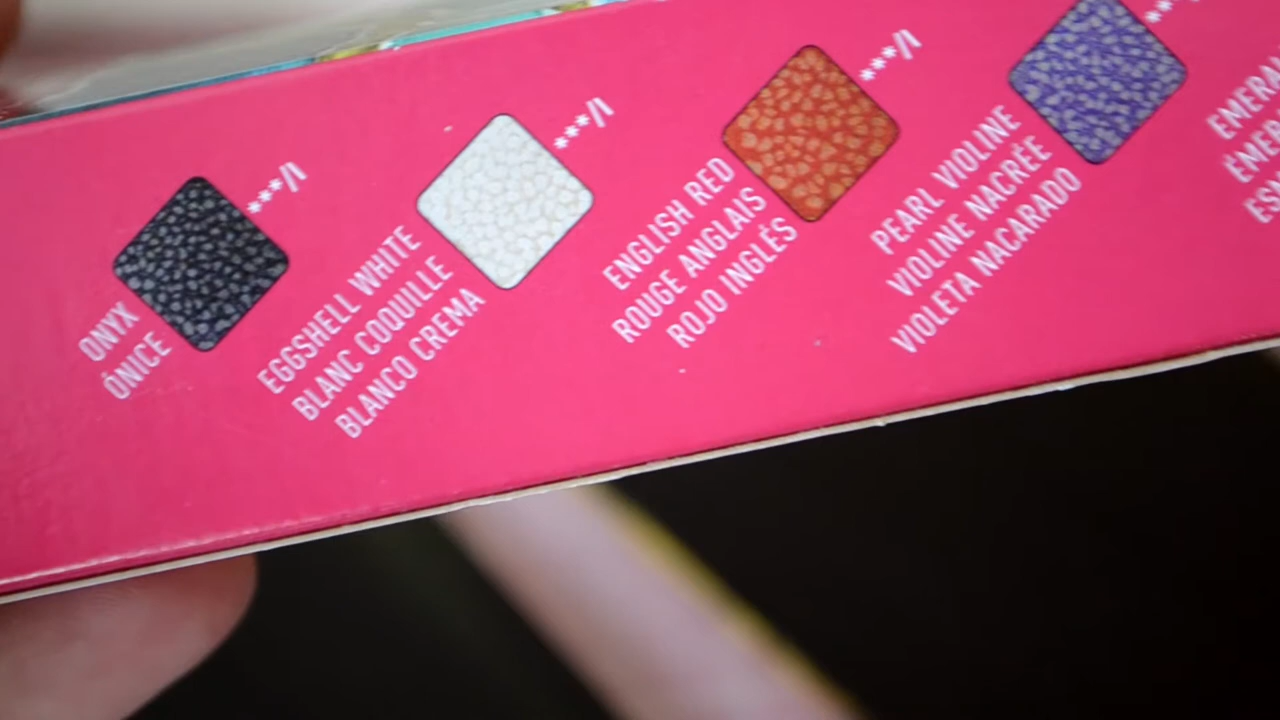 ONYX
ÓNICE
***/I
EGGSHELL WHITE
BLANC COQUILLE
BLANCO CREMA
***/I
ENGLISH RED
ROUGE ANGLAIS
ROJO INGLÉS
***/I
PEARL VIOLINE
VIOLINE NACRÉE
VIOLETA NACARADO